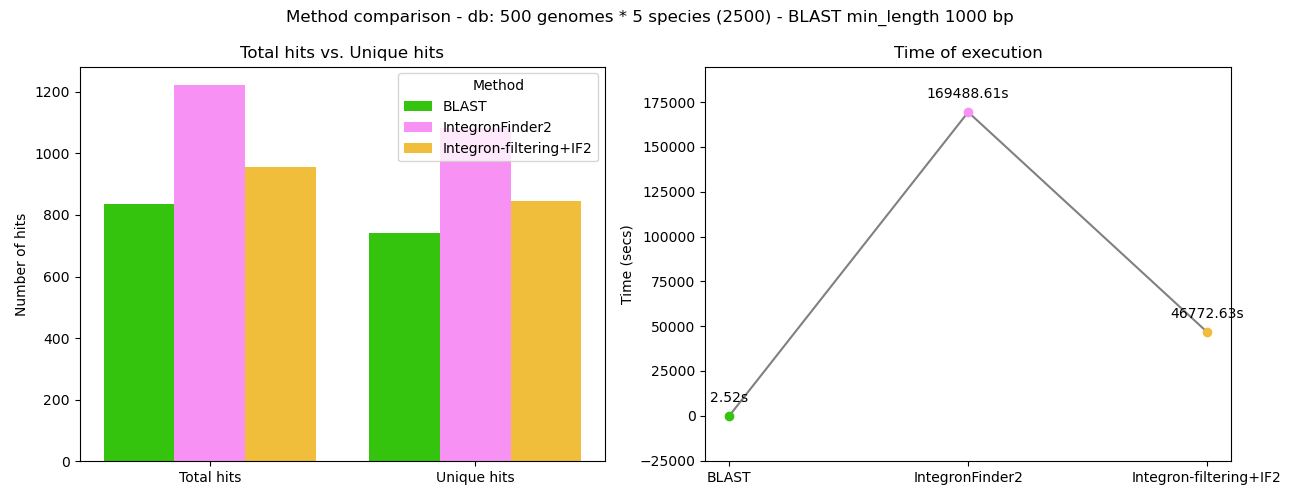 Method comparison - db: 500 genomes * 5 species (2500) - BLAST min_length 1000 bp
Total hits vs. Unique hits
Number of hits
1200
1000
800
600
400
200
0
Total hits
Unique hits
Method
BLAST
IntegronFinder2
Integron-filtering+IF2
Time of execution
Time (secs)
175000
150000
125000
100000
75000
50000
25000
0
−25000
169488.61s
46772.63s
2.52s
BLAST
IntegronFinder2
Integron-filtering+IF2